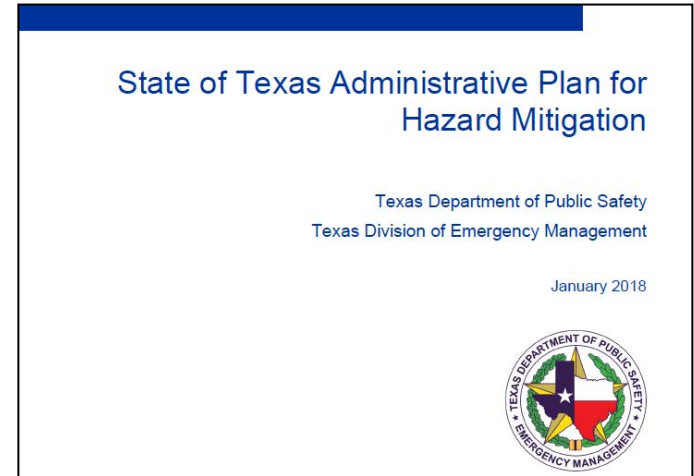 State of Texas Administrative Plan for
Hazard Mitigation
Texas Department of Public Safety
Texas Division of Emergency Management
January 2018
TEXAS DEPARTMENT OF PUBLIC SAFETY
EMERGENCY MANAGEMENT